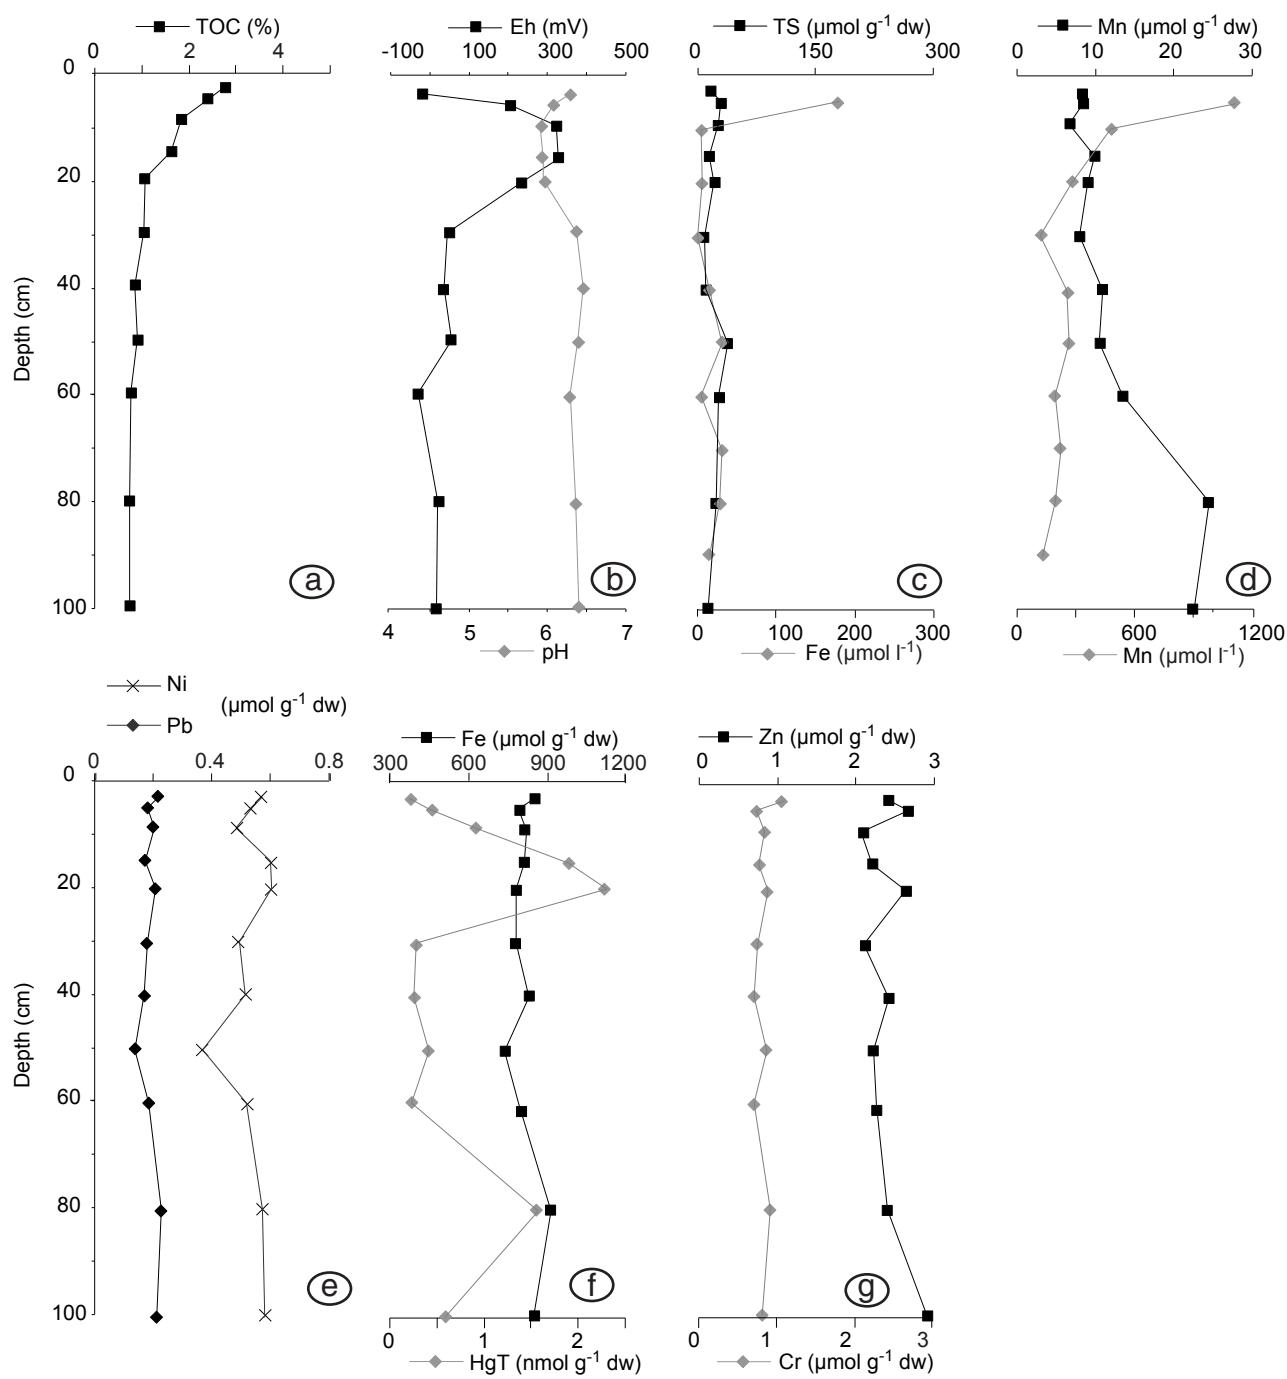 TOC (%) Eh (mV) TS (µmol g⁻¹ dw) Mn (µmol g⁻¹ dw)
0 2 4 -100 100 300 500 0 150 300 0 10 20 30
0
20
40
60
80
100
Depth (cm)
a b c d
4 5 6 7 0 100 200 300 0 600 1200
pH Fe (µmol l⁻¹) Mn (µmol l⁻¹)
Ni
(µmol g⁻¹ dw)
Pb
Fe (µmol g⁻¹ dw) Zn (µmol g⁻¹ dw)
0 0.4 0.8 300 600 900 1200 0 1 2 3
0
20
40
60
80
100
Depth (cm)
e f g
0 1 2 0 1 2 3
HgT (nmol g⁻¹ dw) Cr (µmol g⁻¹ dw)